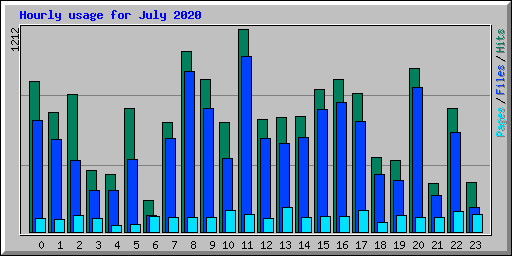 Hourly usage for July 2020
1212
Pages/Files/Hits
0 1 2 3 4 5 6 7 8 9 10 11 12 13 14 15 16 17 18 19 20 21 22 23